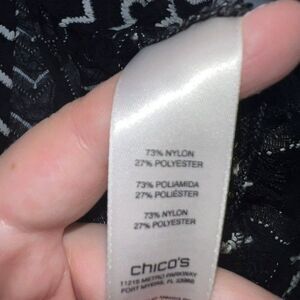 73% NYLON
27% POLYESTER
73% POLIAMIDA
27% POLIÉSTER
73% NYLON
27% POLYESTER
chico's
11215 METRO PARKWAY
FORT MYERS, FL 33966